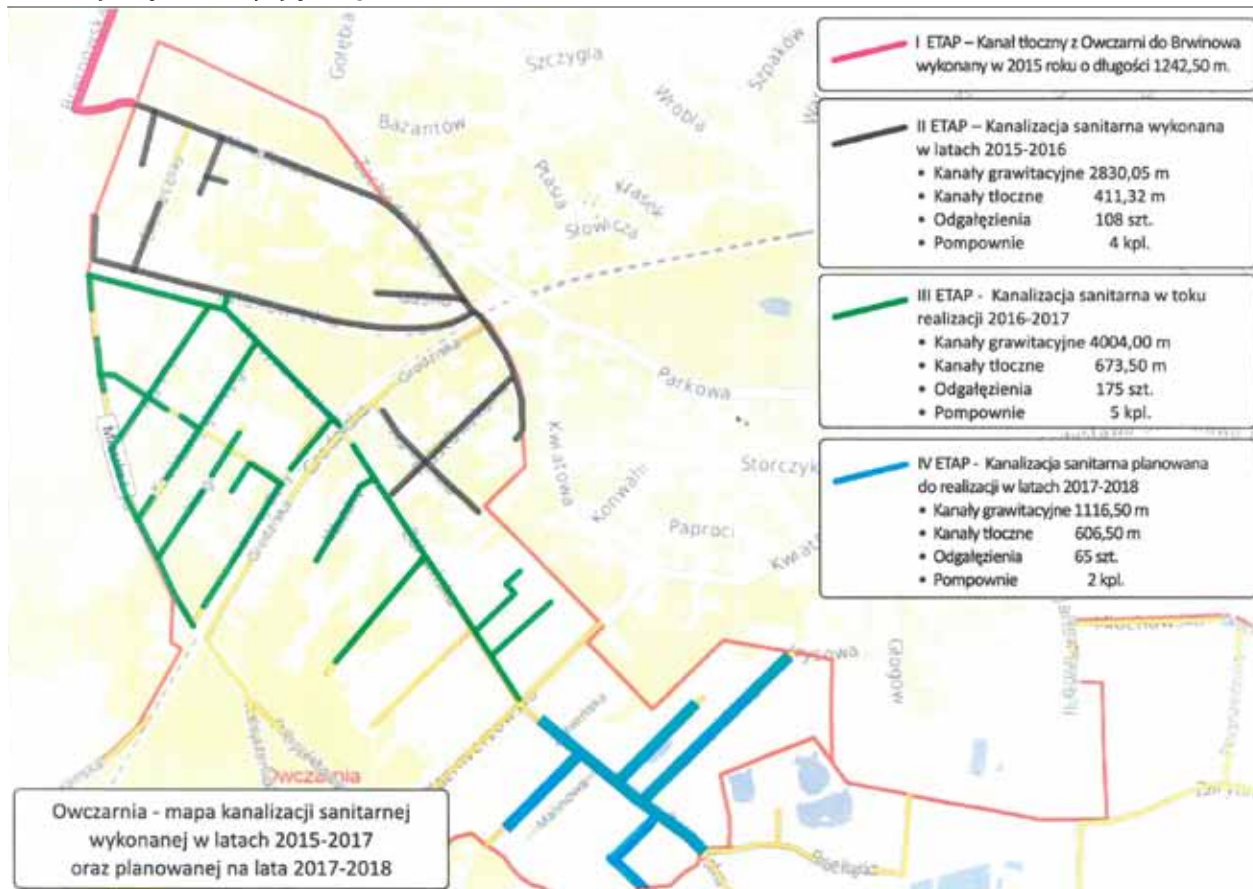 I ETAP – Kanał tłoczny z Owczarni do Brwinowa
wykonany w 2015 roku o długości 1242,50 m.
II ETAP – Kanalizacja sanitarna wykonana
w latach 2015-2016
• Kanały grawitacyjne 2830,05 m
• Kanały tłoczne 411,32 m
• Odgałęzienia 108 szt.
• Pompownie 4 kpl.
III ETAP - Kanalizacja sanitarna w toku
realizacji 2016-2017
• Kanały grawitacyjne 4004,00 m
• Kanały tłoczne 673,50 m
• Odgałęzienia 175 szt.
• Pompownie 5 kpl.
IV ETAP - Kanalizacja sanitarna planowana
do realizacji w latach 2017-2018
• Kanały grawitacyjne 1116,50 m
• Kanały tłoczne 606,50 m
• Odgałęzienia 65 szt.
• Pompownie 2 kpl.
Gołębia
Szczygla
Szpaków
Wróbla
Bażantów
Ptasia
Słowicza
Grodziska
Parkowa
Kwiatowa
Konwalii
Storczyk
Paproci
Grodziska
Głogów
Malinowa
Owczarnia
Owczarnia - mapa kanalizacji sanitarnej
wykonanej w latach 2015-2017
oraz planowanej na lata 2017-2018